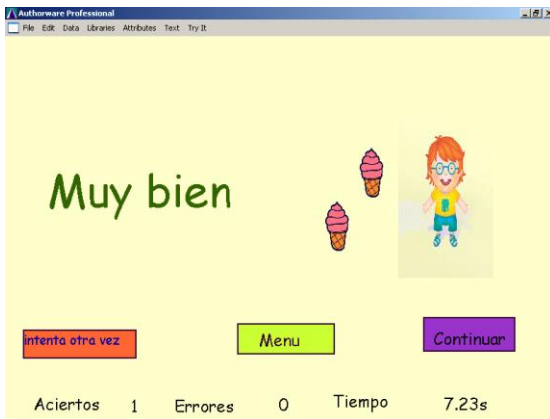 Authorware Professional
File Edit Data Libraries Attributes Text Try It
Muy bien
intenta otra vez
Menu
Continuar
Aciertos 1 Errores 0 Tiempo 7.23s